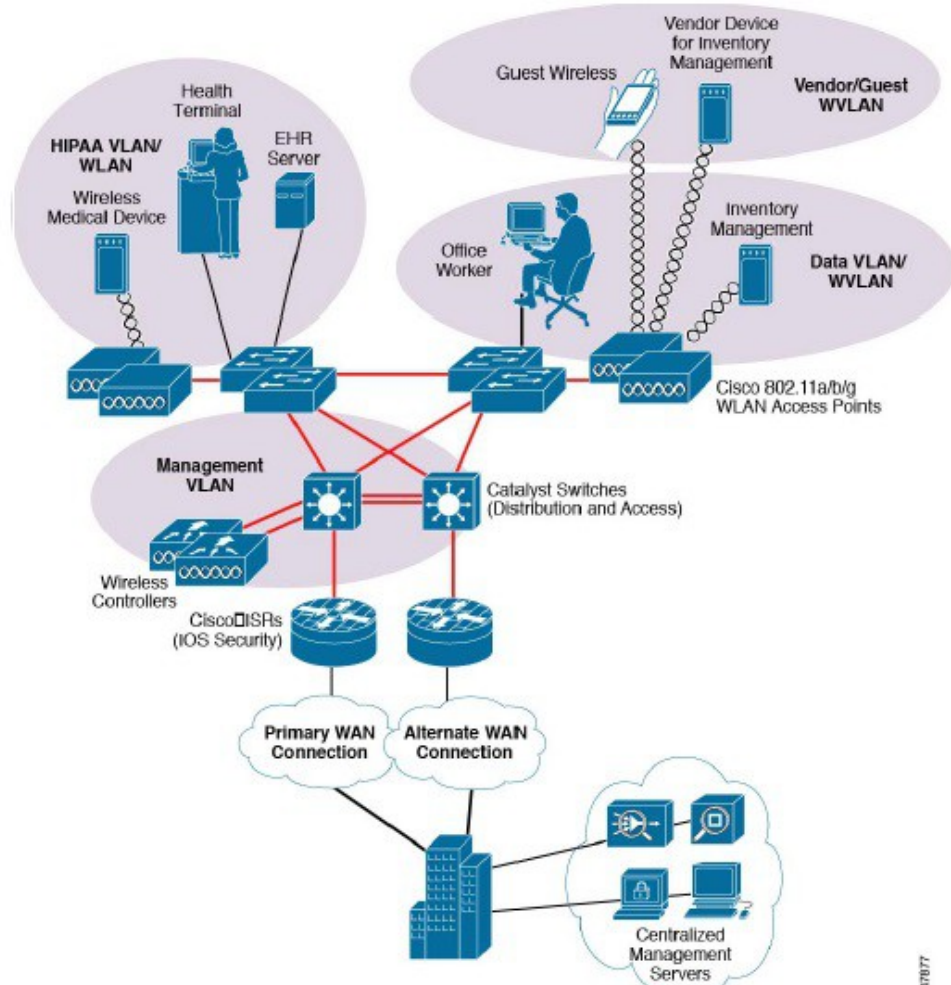 Vendor Device
for Inventory
Management
Guest Wireless
Vendor/Guest
WVLAN
Health
Terminal
HIPAA VLAN/
WLAN
EHR
Server
Wireless
Medical Device
Office
Worker
Inventory
Management
Data VLAN/
WVLAN
Cisco 802.11a/b/g
WLAN Access Points
Management
VLAN
Catalyst Switches
(Distribution and Access)
Wireless
Controllers
Cisco□ISRs
(IOS Security)
Primary WAN
Connection
Alternate WAN
Connection
Centralized
Management
Servers